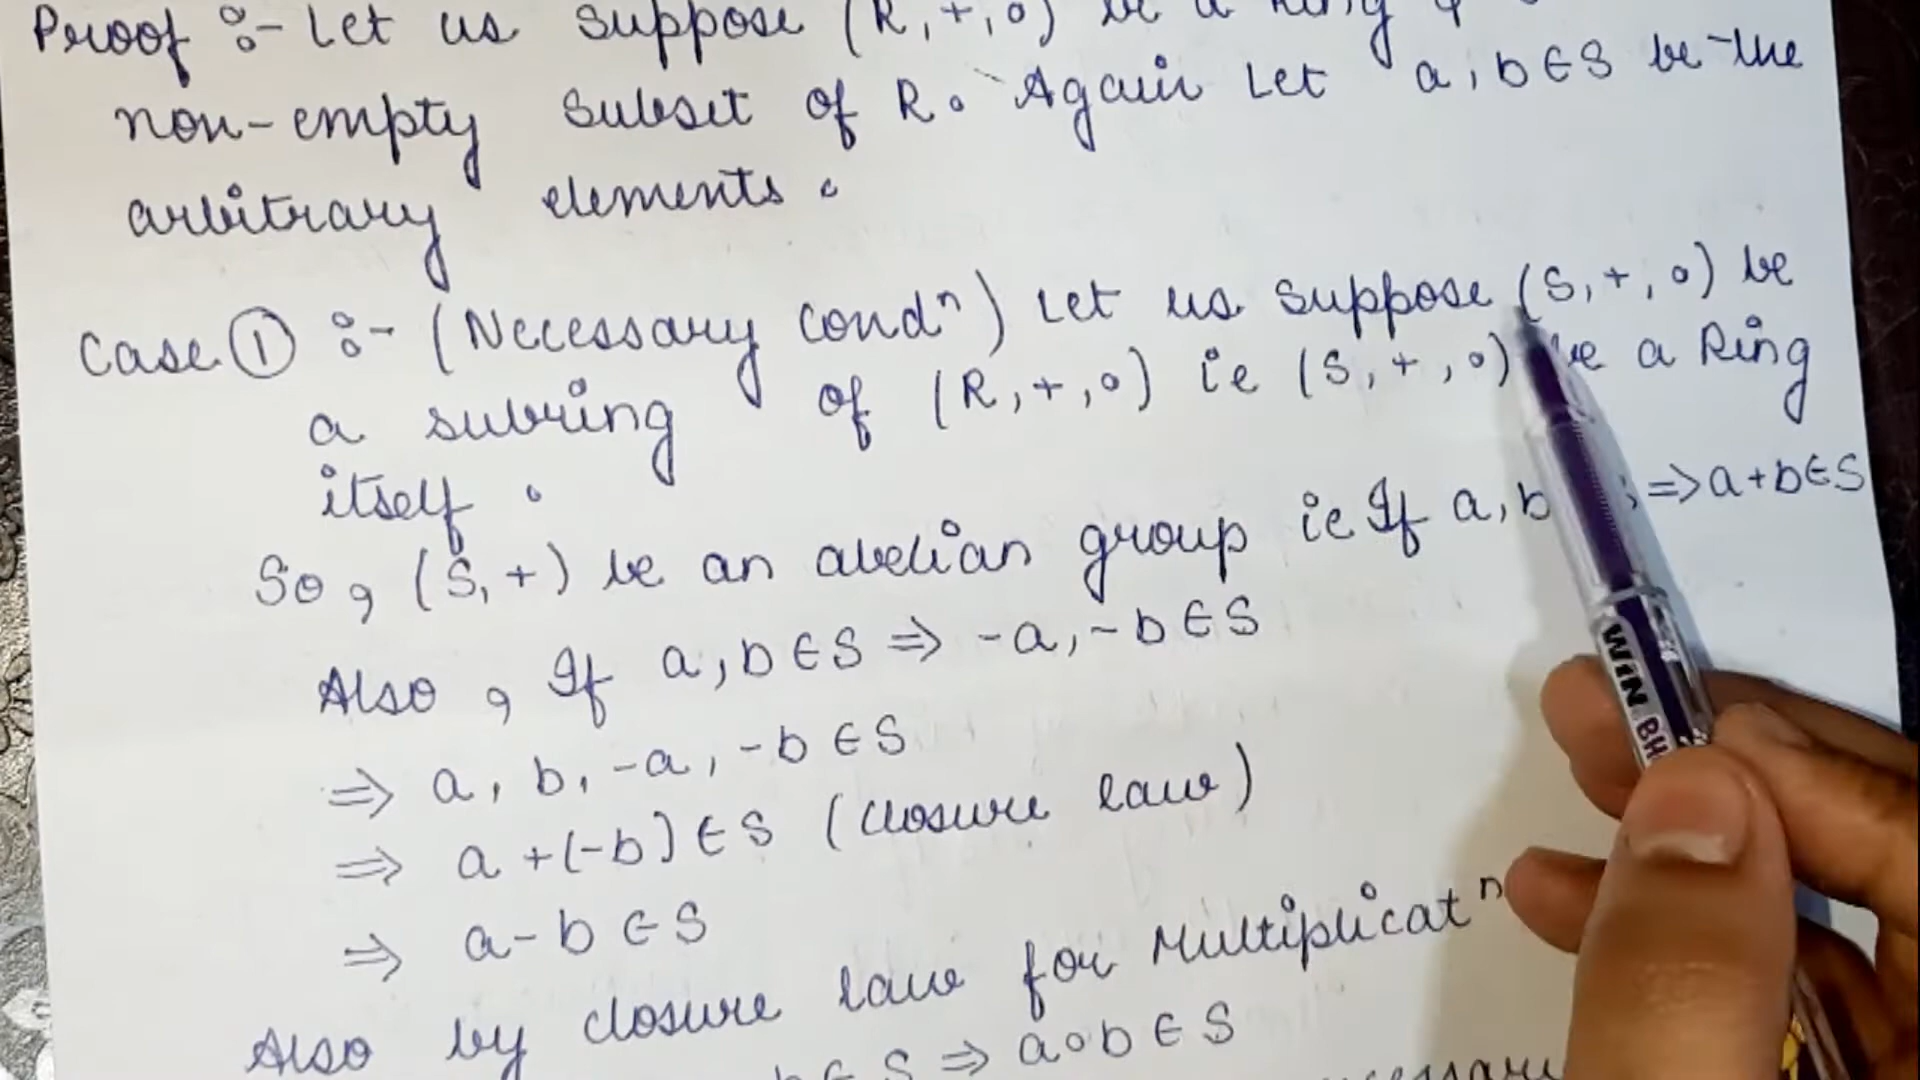 Proof :- Let us suppose (R, +, o) be a Ring
non-empty subset of R. Again Let a, b ∈ S be the
arbitrary elements.
Case ① :- (Necessary condⁿ) Let us suppose (S, +, o) be
a subring of (R, +, o) ie (S, +, o) be a Ring
itself.
So, (S, +) be an abelian group ie If a, b ⇒ a+b ∈ S
Also, If a, b ∈ S ⇒ -a, -b ∈ S
⇒ a, b, -a, -b ∈ S
⇒ a + (-b) ∈ S (Closure law)
⇒ a - b ∈ S
Also by closure law for Multiplicatⁿ
b ∈ S ⇒ a o b ∈ S
WIN